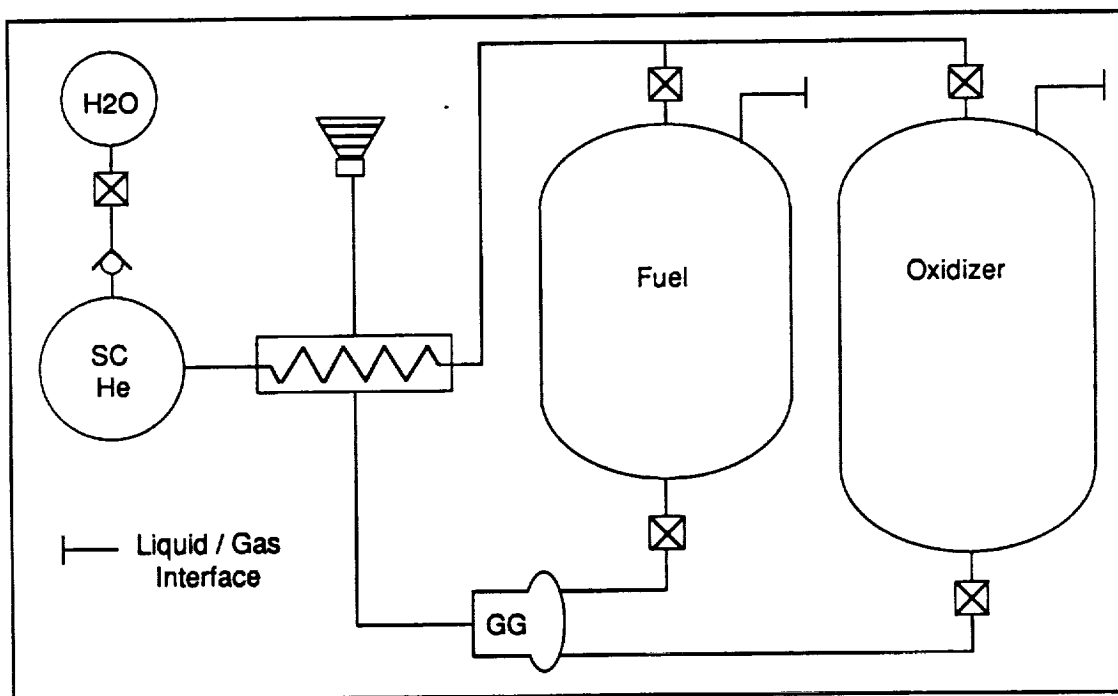 H2O
SC
He
Fuel
Oxidizer
Liquid / Gas
Interface
GG